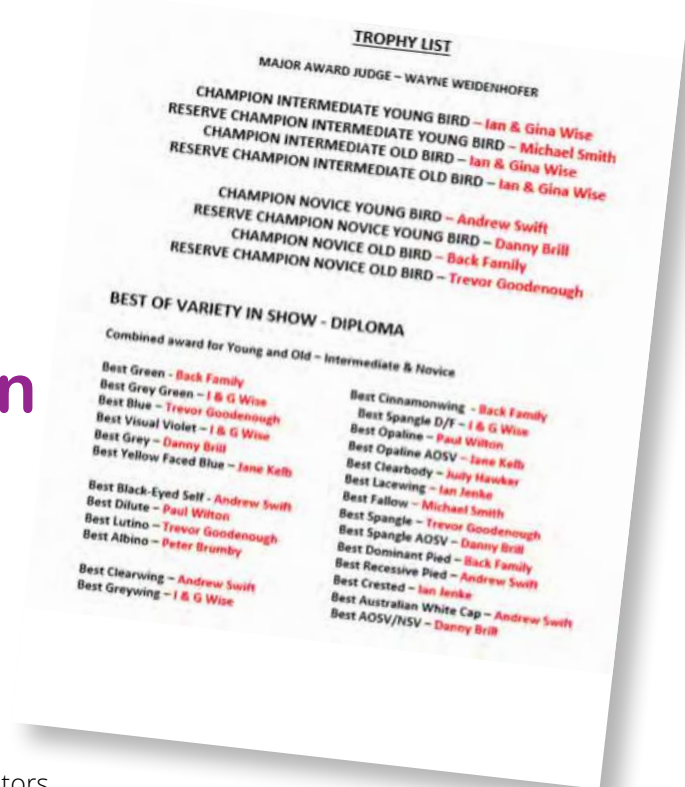 TROPHY LIST
MAJOR AWARD JUDGE – WAYNE WEIDENHOFER
CHAMPION INTERMEDIATE YOUNG BIRD – Ian & Gina Wise
RESERVE CHAMPION INTERMEDIATE YOUNG BIRD – Michael Smith
CHAMPION INTERMEDIATE OLD BIRD – Ian & Gina Wise
RESERVE CHAMPION INTERMEDIATE OLD BIRD – Ian & Gina Wise
CHAMPION NOVICE YOUNG BIRD – Andrew Swift
RESERVE CHAMPION NOVICE YOUNG BIRD – Danny Brill
CHAMPION NOVICE OLD BIRD – Back Family
RESERVE CHAMPION NOVICE OLD BIRD – Trevor Goodenough
BEST OF VARIETY IN SHOW - DIPLOMA
Combined award for Young and Old – Intermediate & Novice
Best Green - Back Family
Best Grey Green – I & G Wise
Best Blue – Trevor Goodenough
Best Visual Violet – I & G Wise
Best Grey – Danny Brill
Best Yellow Faced Blue – Jane Kelb
Best Black-Eyed Self - Andrew Swift
Best Dilute – Paul Wilton
Best Lutino – Trevor Goodenough
Best Albino – Peter Brumby
Best Clearwing – Andrew Swift
Best Greywing – I & G Wise
Best Cinnamonwing - Back Family
Best Spangle D/F – I & G Wise
Best Opaline – Paul Wilton
Best Opaline AOSV – Jane Kelb
Best Clearbody – Judy Hawker
Best Lacewing – Ian Jenke
Best Fallow – Michael Smith
Best Spangle – Trevor Goodenough
Best Spangle AOSV – Danny Brill
Best Dominant Pied – Back Family
Best Recessive Pied – Andrew Swift
Best Crested – Ian Jenke
Best Australian White Cap – Andrew Swift
Best AOSV/NSV – Danny Brill
n
tors